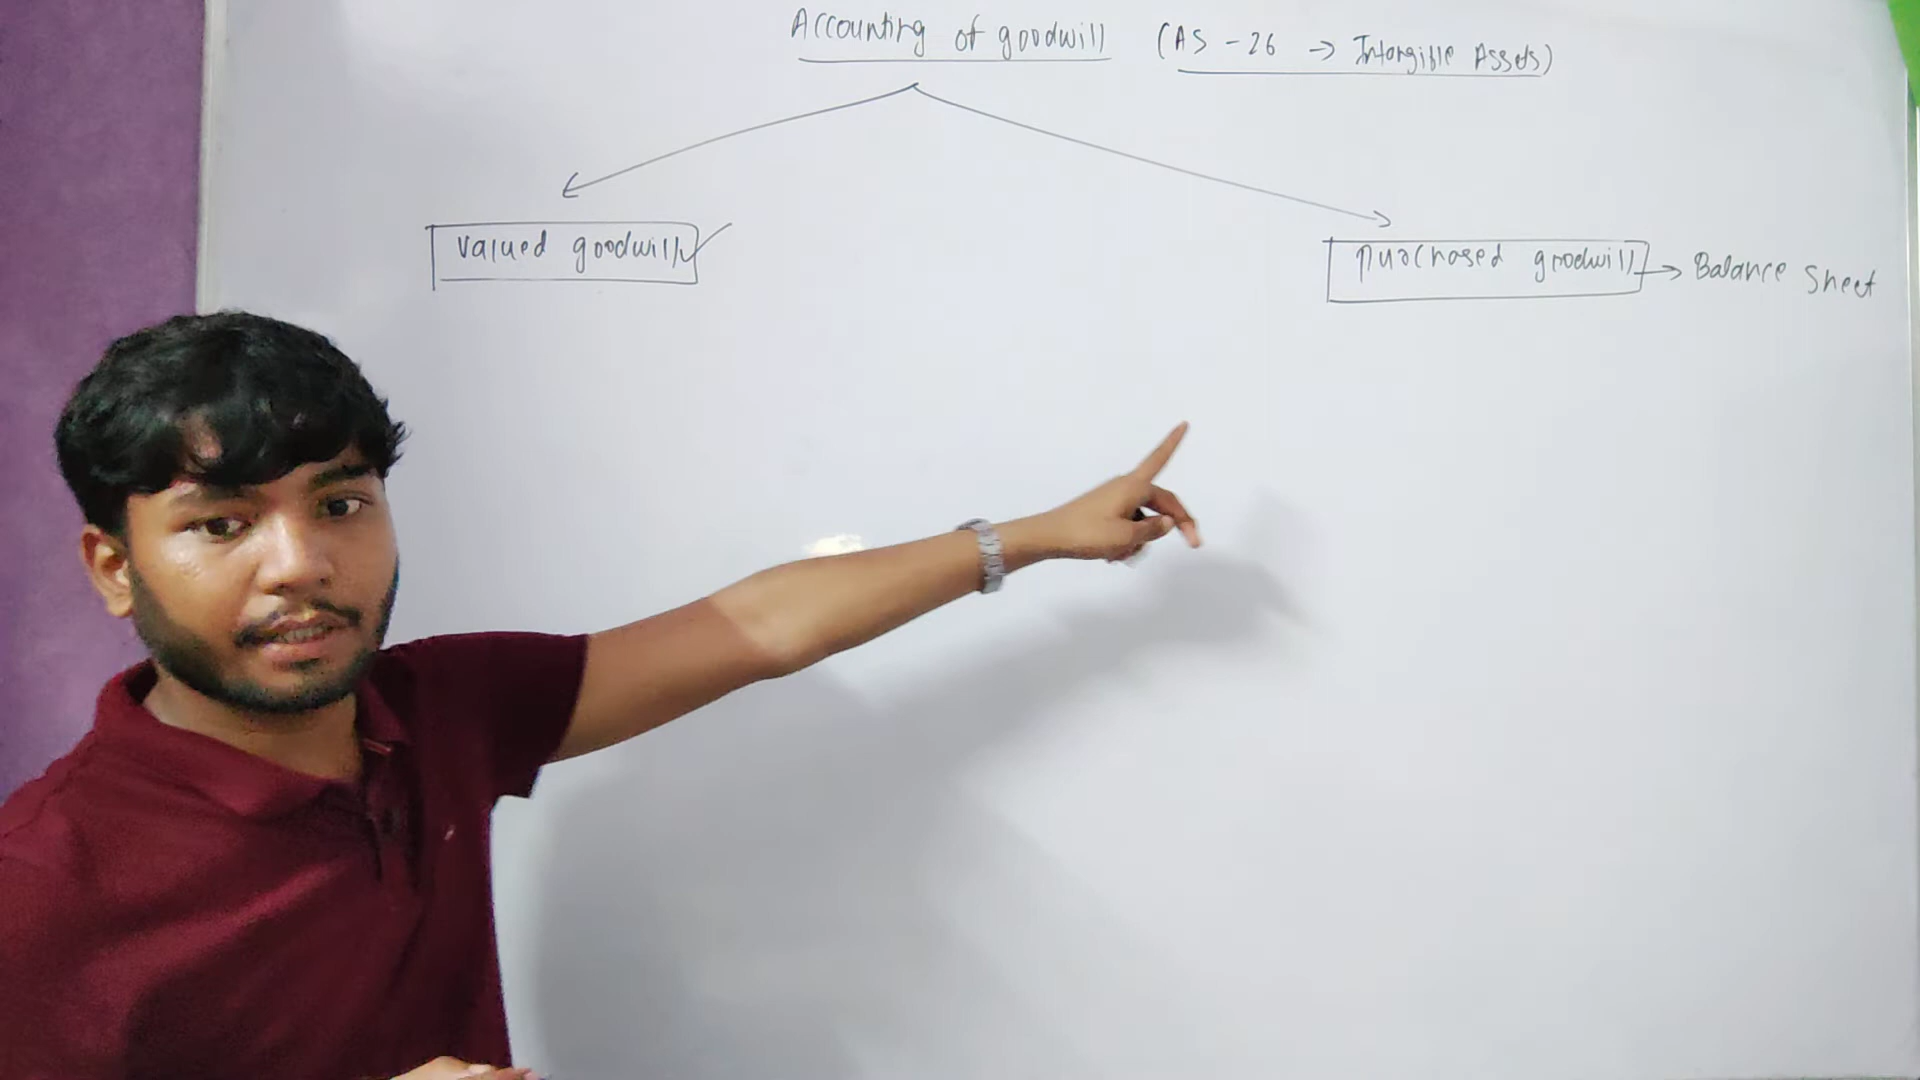 Accounting of goodwill (AS - 26 → Intangible Assets)
Valued goodwill
Purchased goodwill → Balance Sheet